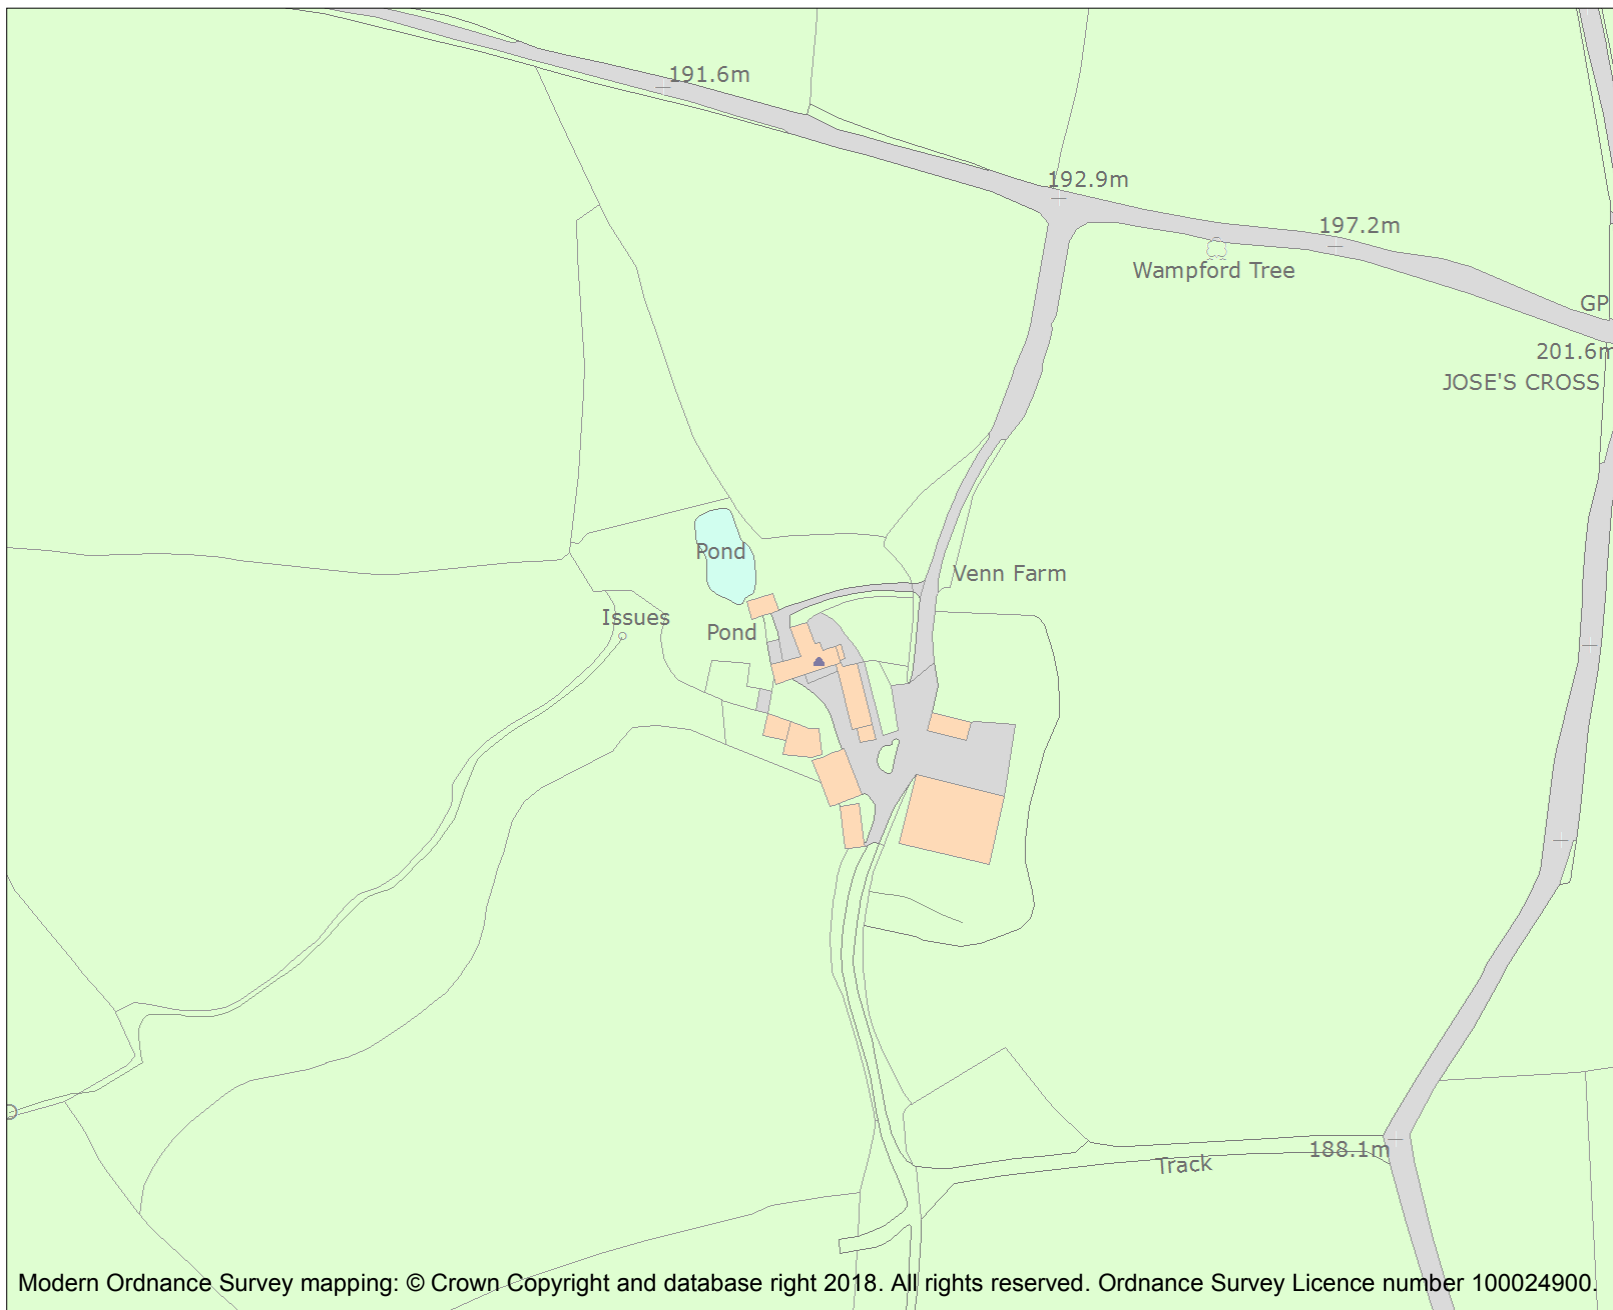 191.6m
192.9m
197.2m
Wampford Tree
GP
201.6m
JOSE'S CROSS
Pond
Venn Farm
Issues
Pond
188.1m
Track
Modern Ordnance Survey mapping: © Crown Copyright and database right 2018. All rights reserved. Ordnance Survey Licence number 100024900.